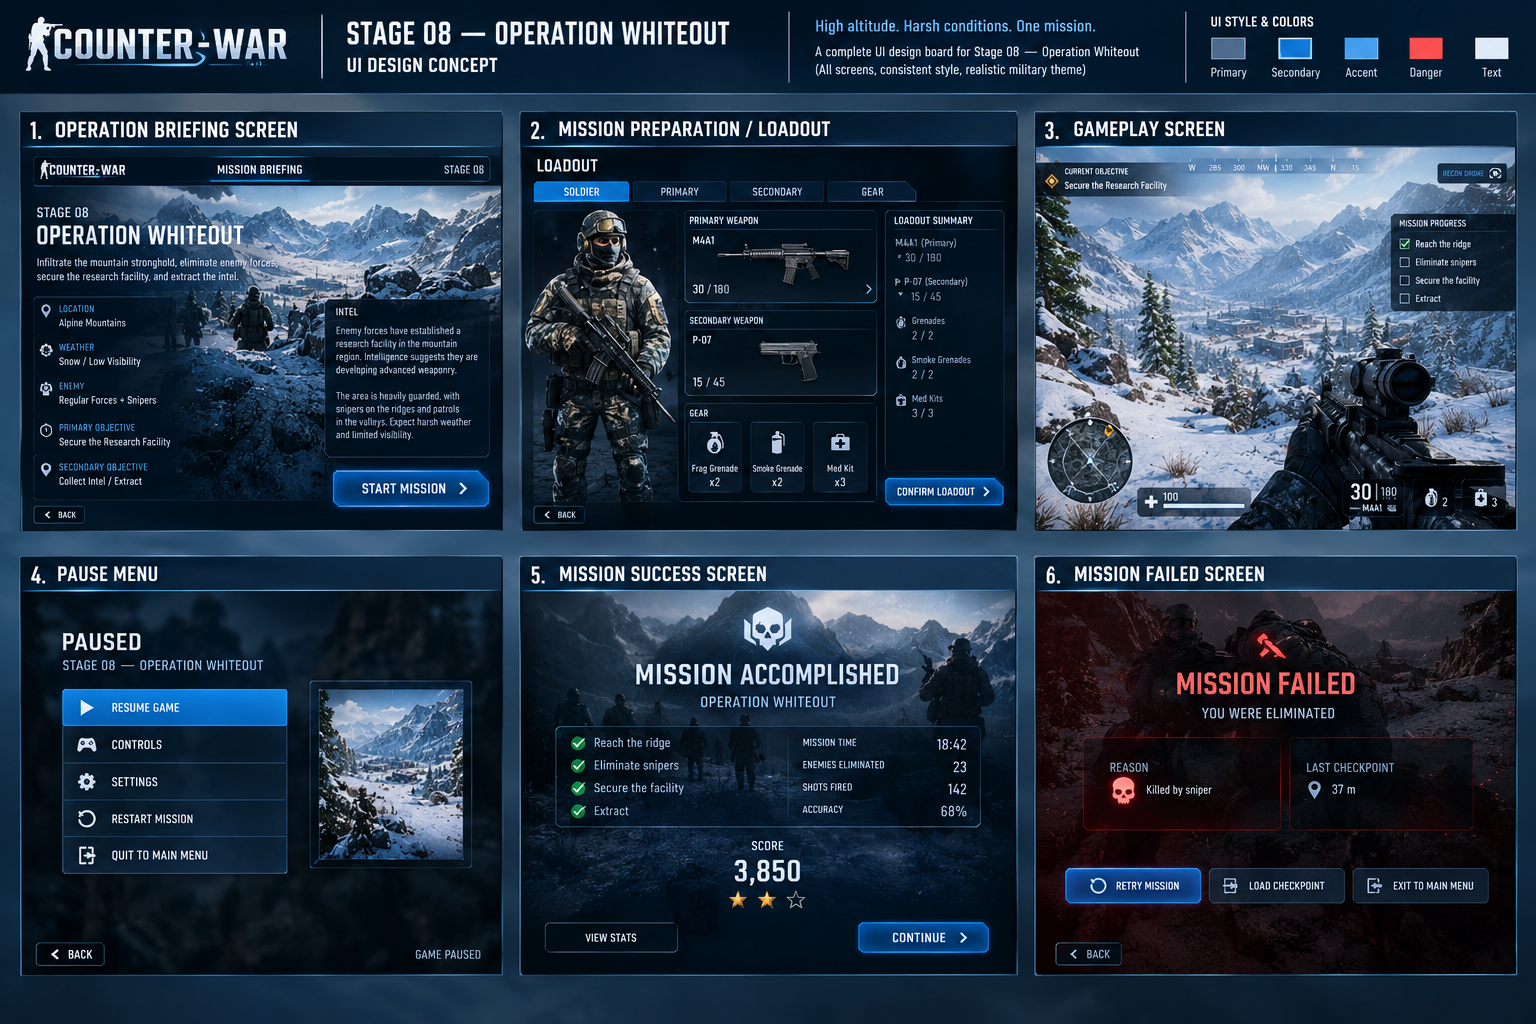 COUNTER-WAR
STAGE 08 — OPERATION WHITEOUT
UI DESIGN CONCEPT
High altitude. Harsh conditions. One mission.
A complete UI design board for Stage 08 — Operation Whiteout
(All screens, consistent style, realistic military theme)
UI STYLE & COLORS
Primary
Secondary
Accent
Danger
Text
1. OPERATION BRIEFING SCREEN
COUNTER-WAR
MISSION BRIEFING
STAGE 08
STAGE 08
OPERATION WHITEOUT
Infiltrate the mountain stronghold, eliminate enemy forces,
secure the research facility, and extract the intel.
LOCATION
Alpine Mountains
WEATHER
Snow / Low Visibility
ENEMY
Regular Forces + Snipers
PRIMARY OBJECTIVE
Secure the Research Facility
SECONDARY OBJECTIVE
Collect Intel / Extract
INTEL
Enemy forces have established a
research facility in the mountain
region. Intelligence suggests they are
developing advanced weaponry.
The area is heavily guarded, with
snipers on the ridges and patrols
in the valleys. Expect harsh weather
and limited visibility.
START MISSION
BACK
2. MISSION PREPARATION / LOADOUT
LOADOUT
SOLDIER
PRIMARY
SECONDARY
GEAR
PRIMARY WEAPON
M4A1
30 / 180
SECONDARY WEAPON
P-07
15 / 45
GEAR
Frag Grenade
x2
Smoke Grenade
x2
Med Kit
x3
LOADOUT SUMMARY
M4A1 (Primary)
30 / 180
P-07 (Secondary)
15 / 45
Grenades
2 / 2
Smoke Grenades
2 / 2
Med Kits
3 / 3
CONFIRM LOADOUT
BACK
3. GAMEPLAY SCREEN
CURRENT OBJECTIVE
Secure the Research Facility
W 285 300 NW 330 345 N 15
RECON DRONE
MISSION PROGRESS
Reach the ridge
Eliminate snipers
Secure the facility
Extract
100
30 | 180
2
3
4. PAUSE MENU
PAUSED
STAGE 08 — OPERATION WHITEOUT
RESUME GAME
CONTROLS
SETTINGS
RESTART MISSION
QUIT TO MAIN MENU
BACK
GAME PAUSED
5. MISSION SUCCESS SCREEN
MISSION ACCOMPLISHED
OPERATION WHITEOUT
Reach the ridge
Eliminate snipers
Secure the facility
Extract
MISSION TIME 18:42
ENEMIES ELIMINATED 23
SHOTS FIRED 142
ACCURACY 68%
SCORE
3,850
VIEW STATS
CONTINUE
6. MISSION FAILED SCREEN
MISSION FAILED
YOU WERE ELIMINATED
REASON
Killed by sniper
LAST CHECKPOINT
37 m
RETRY MISSION
LOAD CHECKPOINT
EXIT TO MAIN MENU
BACK